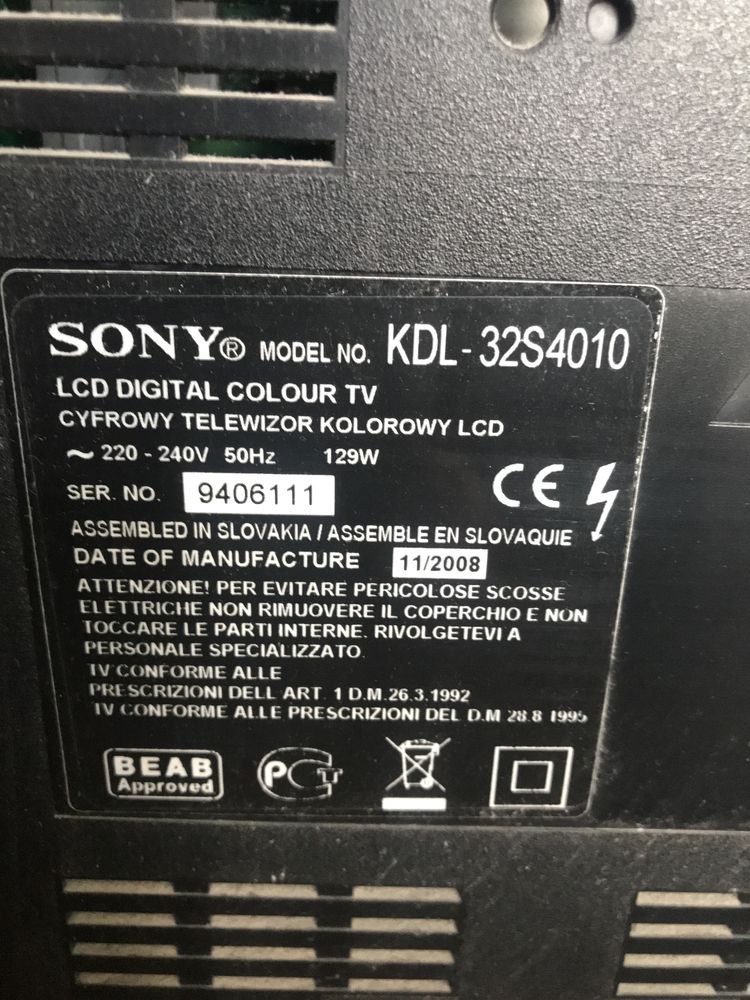 SONY® MODEL NO. KDL-32S4010
LCD DIGITAL COLOUR TV
CYFROWY TELEWIZOR KOLOROWY LCD
~ 220 - 240V 50Hz 129W
SER. NO. 9406111
CE
ASSEMBLED IN SLOVAKIA / ASSEMBLE EN SLOVAQUIE
DATE OF MANUFACTURE 11/2008
ATTENZIONE! PER EVITARE PERICOLOSE SCOSSE
ELETTRICHE NON RIMUOVERE IL COPERCHIO E NON
TOCCARE LE PARTI INTERNE. RIVOLGETEVI A
PERSONALE SPECIALIZZATO.
TV CONFORME ALLE
PRESCRIZIONI DELL ART. 1 D.M.26.3.1992
TV CONFORME ALLE PRESCRIZIONI DEL D.M 28.8 1995
BEAB
Approved
PCT